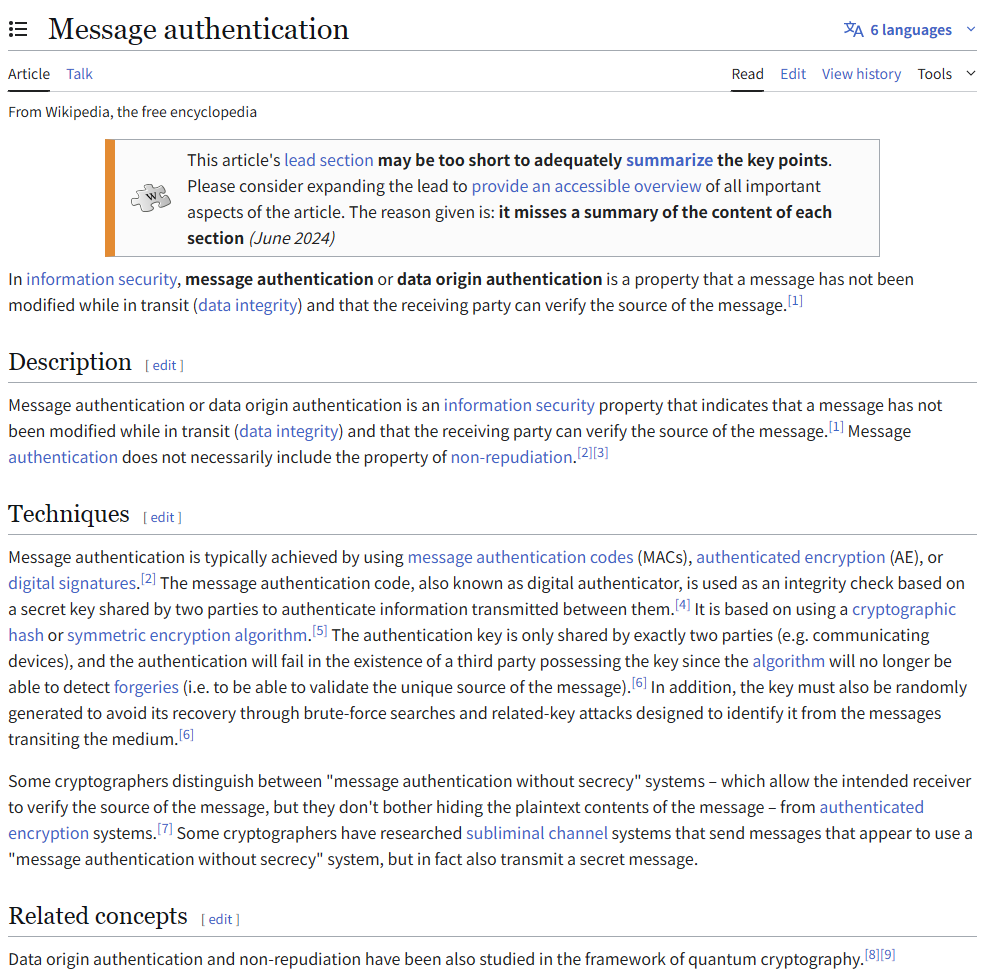 Message authentication
6 languages
Article Talk Read Edit View history Tools
From Wikipedia, the free encyclopedia
This article's lead section may be too short to adequately summarize the key points.
Please consider expanding the lead to provide an accessible overview of all important
aspects of the article. The reason given is: it misses a summary of the content of each
section (June 2024)
W
In information security, message authentication or data origin authentication is a property that a message has not been
modified while in transit (data integrity) and that the receiving party can verify the source of the message.[1]
Description [ edit ]
Message authentication or data origin authentication is an information security property that indicates that a message has not
been modified while in transit (data integrity) and that the receiving party can verify the source of the message.[1] Message
authentication does not necessarily include the property of non-repudiation.[2][3]
Techniques [ edit ]
Message authentication is typically achieved by using message authentication codes (MACs), authenticated encryption (AE), or
digital signatures.[2] The message authentication code, also known as digital authenticator, is used as an integrity check based on
a secret key shared by two parties to authenticate information transmitted between them.[4] It is based on using a cryptographic
hash or symmetric encryption algorithm.[5] The authentication key is only shared by exactly two parties (e.g. communicating
devices), and the authentication will fail in the existence of a third party possessing the key since the algorithm will no longer be
able to detect forgeries (i.e. to be able to validate the unique source of the message).[6] In addition, the key must also be randomly
generated to avoid its recovery through brute-force searches and related-key attacks designed to identify it from the messages
transiting the medium.[6]
Some cryptographers distinguish between "message authentication without secrecy" systems – which allow the intended receiver
to verify the source of the message, but they don't bother hiding the plaintext contents of the message – from authenticated
encryption systems.[7] Some cryptographers have researched subliminal channel systems that send messages that appear to use a
"message authentication without secrecy" system, but in fact also transmit a secret message.
Related concepts [ edit ]
Data origin authentication and non-repudiation have been also studied in the framework of quantum cryptography.[8][9]